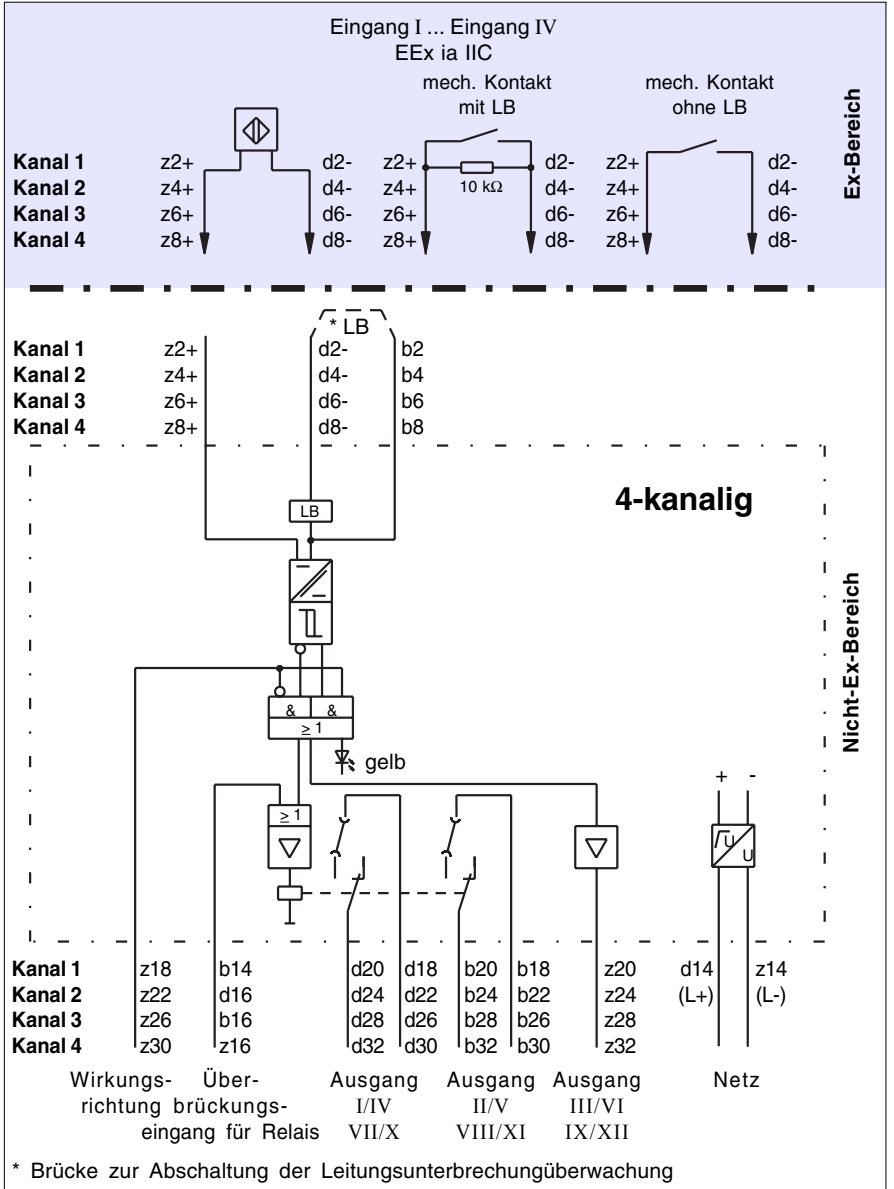 Eingang I ... Eingang IV
EEx ia IIC
mech. Kontakt mit LB
mech. Kontakt ohne LB
Ex-Bereich
Kanal 1 z2+ d2- z2+ d2- z2+ d2-
Kanal 2 z4+ d4- z4+ 10 kΩ d4- z4+ d4-
Kanal 3 z6+ d6- z6+ d6- z6+ d6-
Kanal 4 z8+ d8- z8+ d8- z8+ d8-
* LB
Kanal 1 z2+ d2- b2
Kanal 2 z4+ d4- b4
Kanal 3 z6+ d6- b6
Kanal 4 z8+ d8- b8
4-kanalig
LB
Nicht-Ex-Bereich
& &
≥ 1
gelb
+ -
≥ 1
U U
Kanal 1 z18 b14 d20 d18 b20 b18 z20 d14 z14
Kanal 2 z22 d16 d24 d22 b24 b22 z24 (L+) (L-)
Kanal 3 z26 b16 d28 d26 b28 b26 z28
Kanal 4 z30 z16 d32 d30 b32 b30 z32
Wirkungs- Über- Ausgang Ausgang Ausgang Netz
richtung brückungs- I/IV II/V III/VI
eingang für Relais VII/X VIII/XI IX/XII
* Brücke zur Abschaltung der Leitungsunterbrechungüberwachung